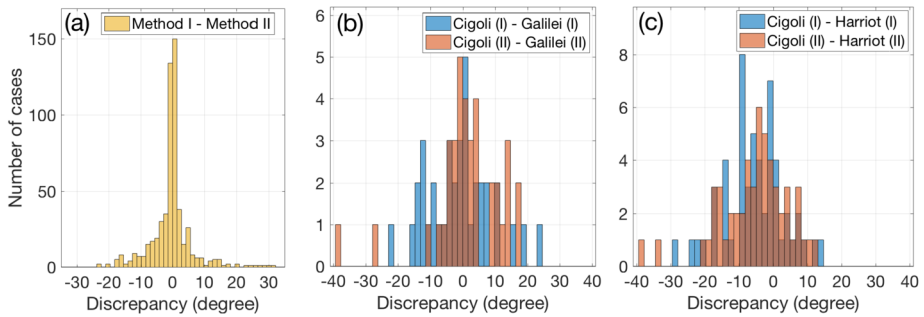 (a)
Method I - Method II
Number of cases
150
100
50
0
-30 -20 -10 0 10 20 30
Discrepancy (degree)
(b)
Cigoli (I) - Galilei (I)
Cigoli (II) - Galilei (II)
6
5
4
3
2
1
0
-40 -30 -20 -10 0 10 20 30 40
Discrepancy (degree)
(c)
Cigoli (I) - Harriot (I)
Cigoli (II) - Harriot (II)
8
6
4
2
0
-40 -30 -20 -10 0 10 20 30 40
Discrepancy (degree)